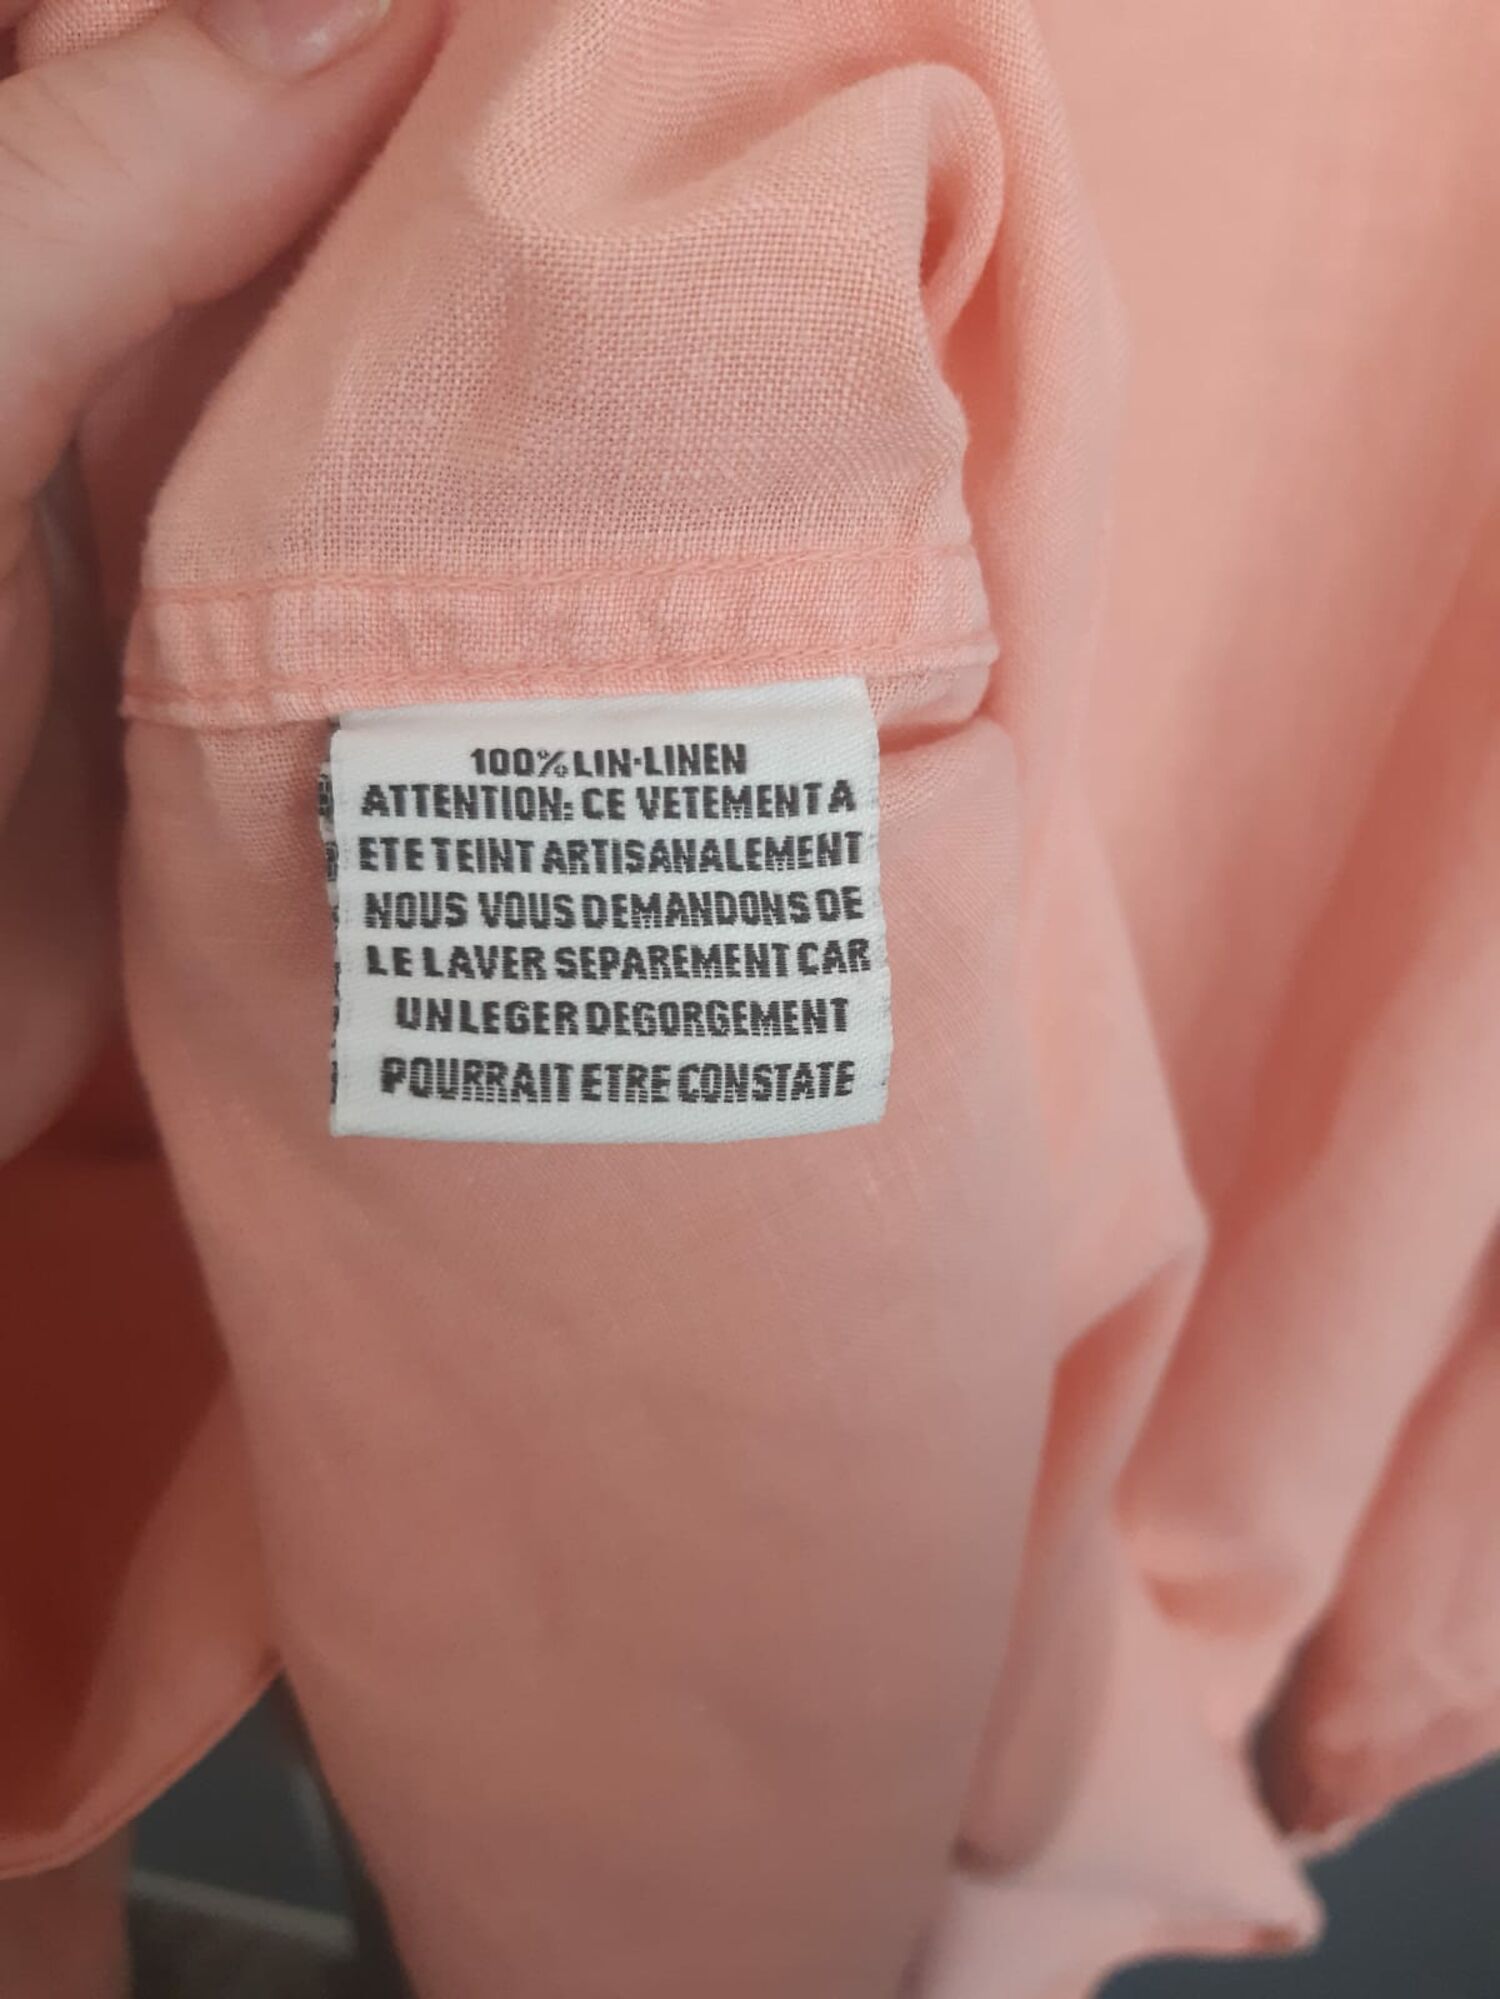 100% LIN·LINEN
ATTENTION: CE VETEMENT A
ETE TEINT ARTISANALEMENT
NOUS VOUS DEMANDONS DE
LE LAVER SEPAREMENT CAR
UN LEGER DEGORGEMENT
POURRAIT ETRE CONSTATE